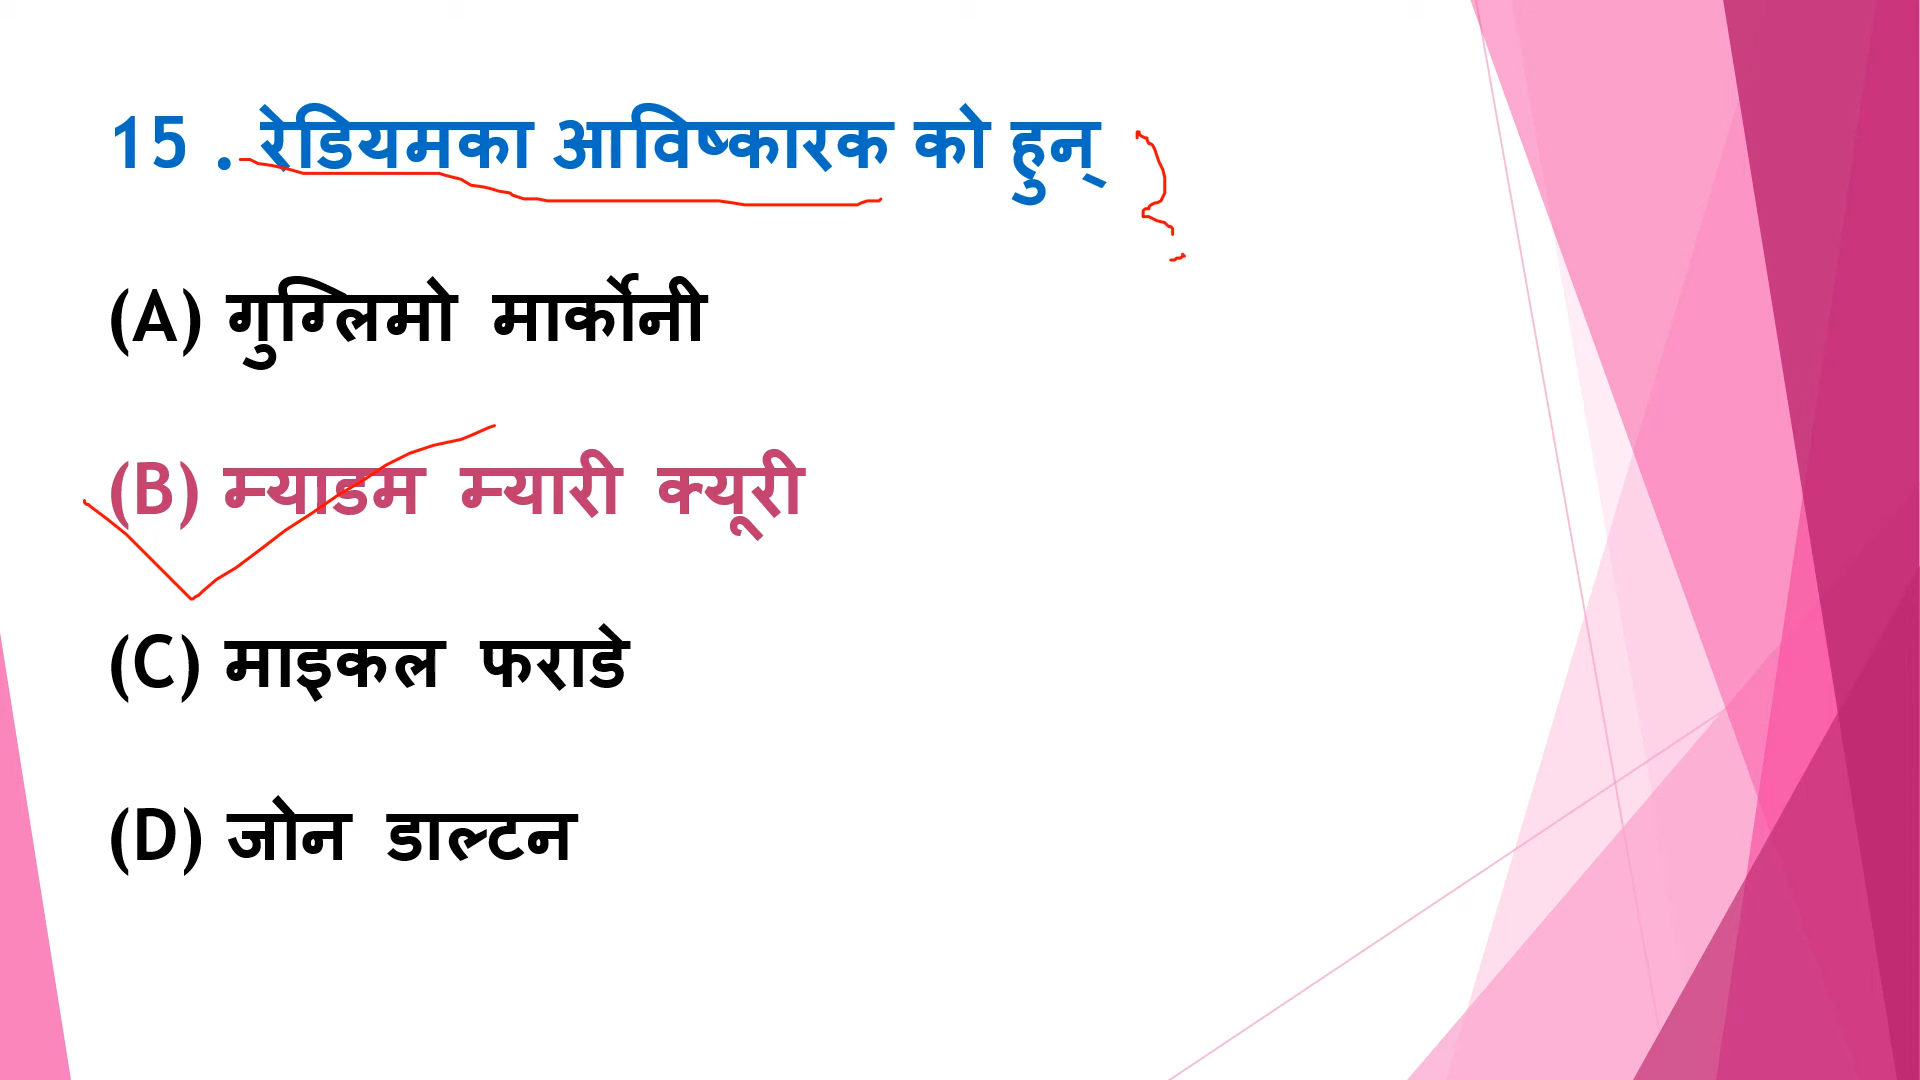 15 . रेडियमका आविष्कारक को हुन्
(A) गुग्लिमो मार्कोनी
(B) म्याडम म्यारी क्यूरी
(C) माइकल फराडे
(D) जोन डाल्टन